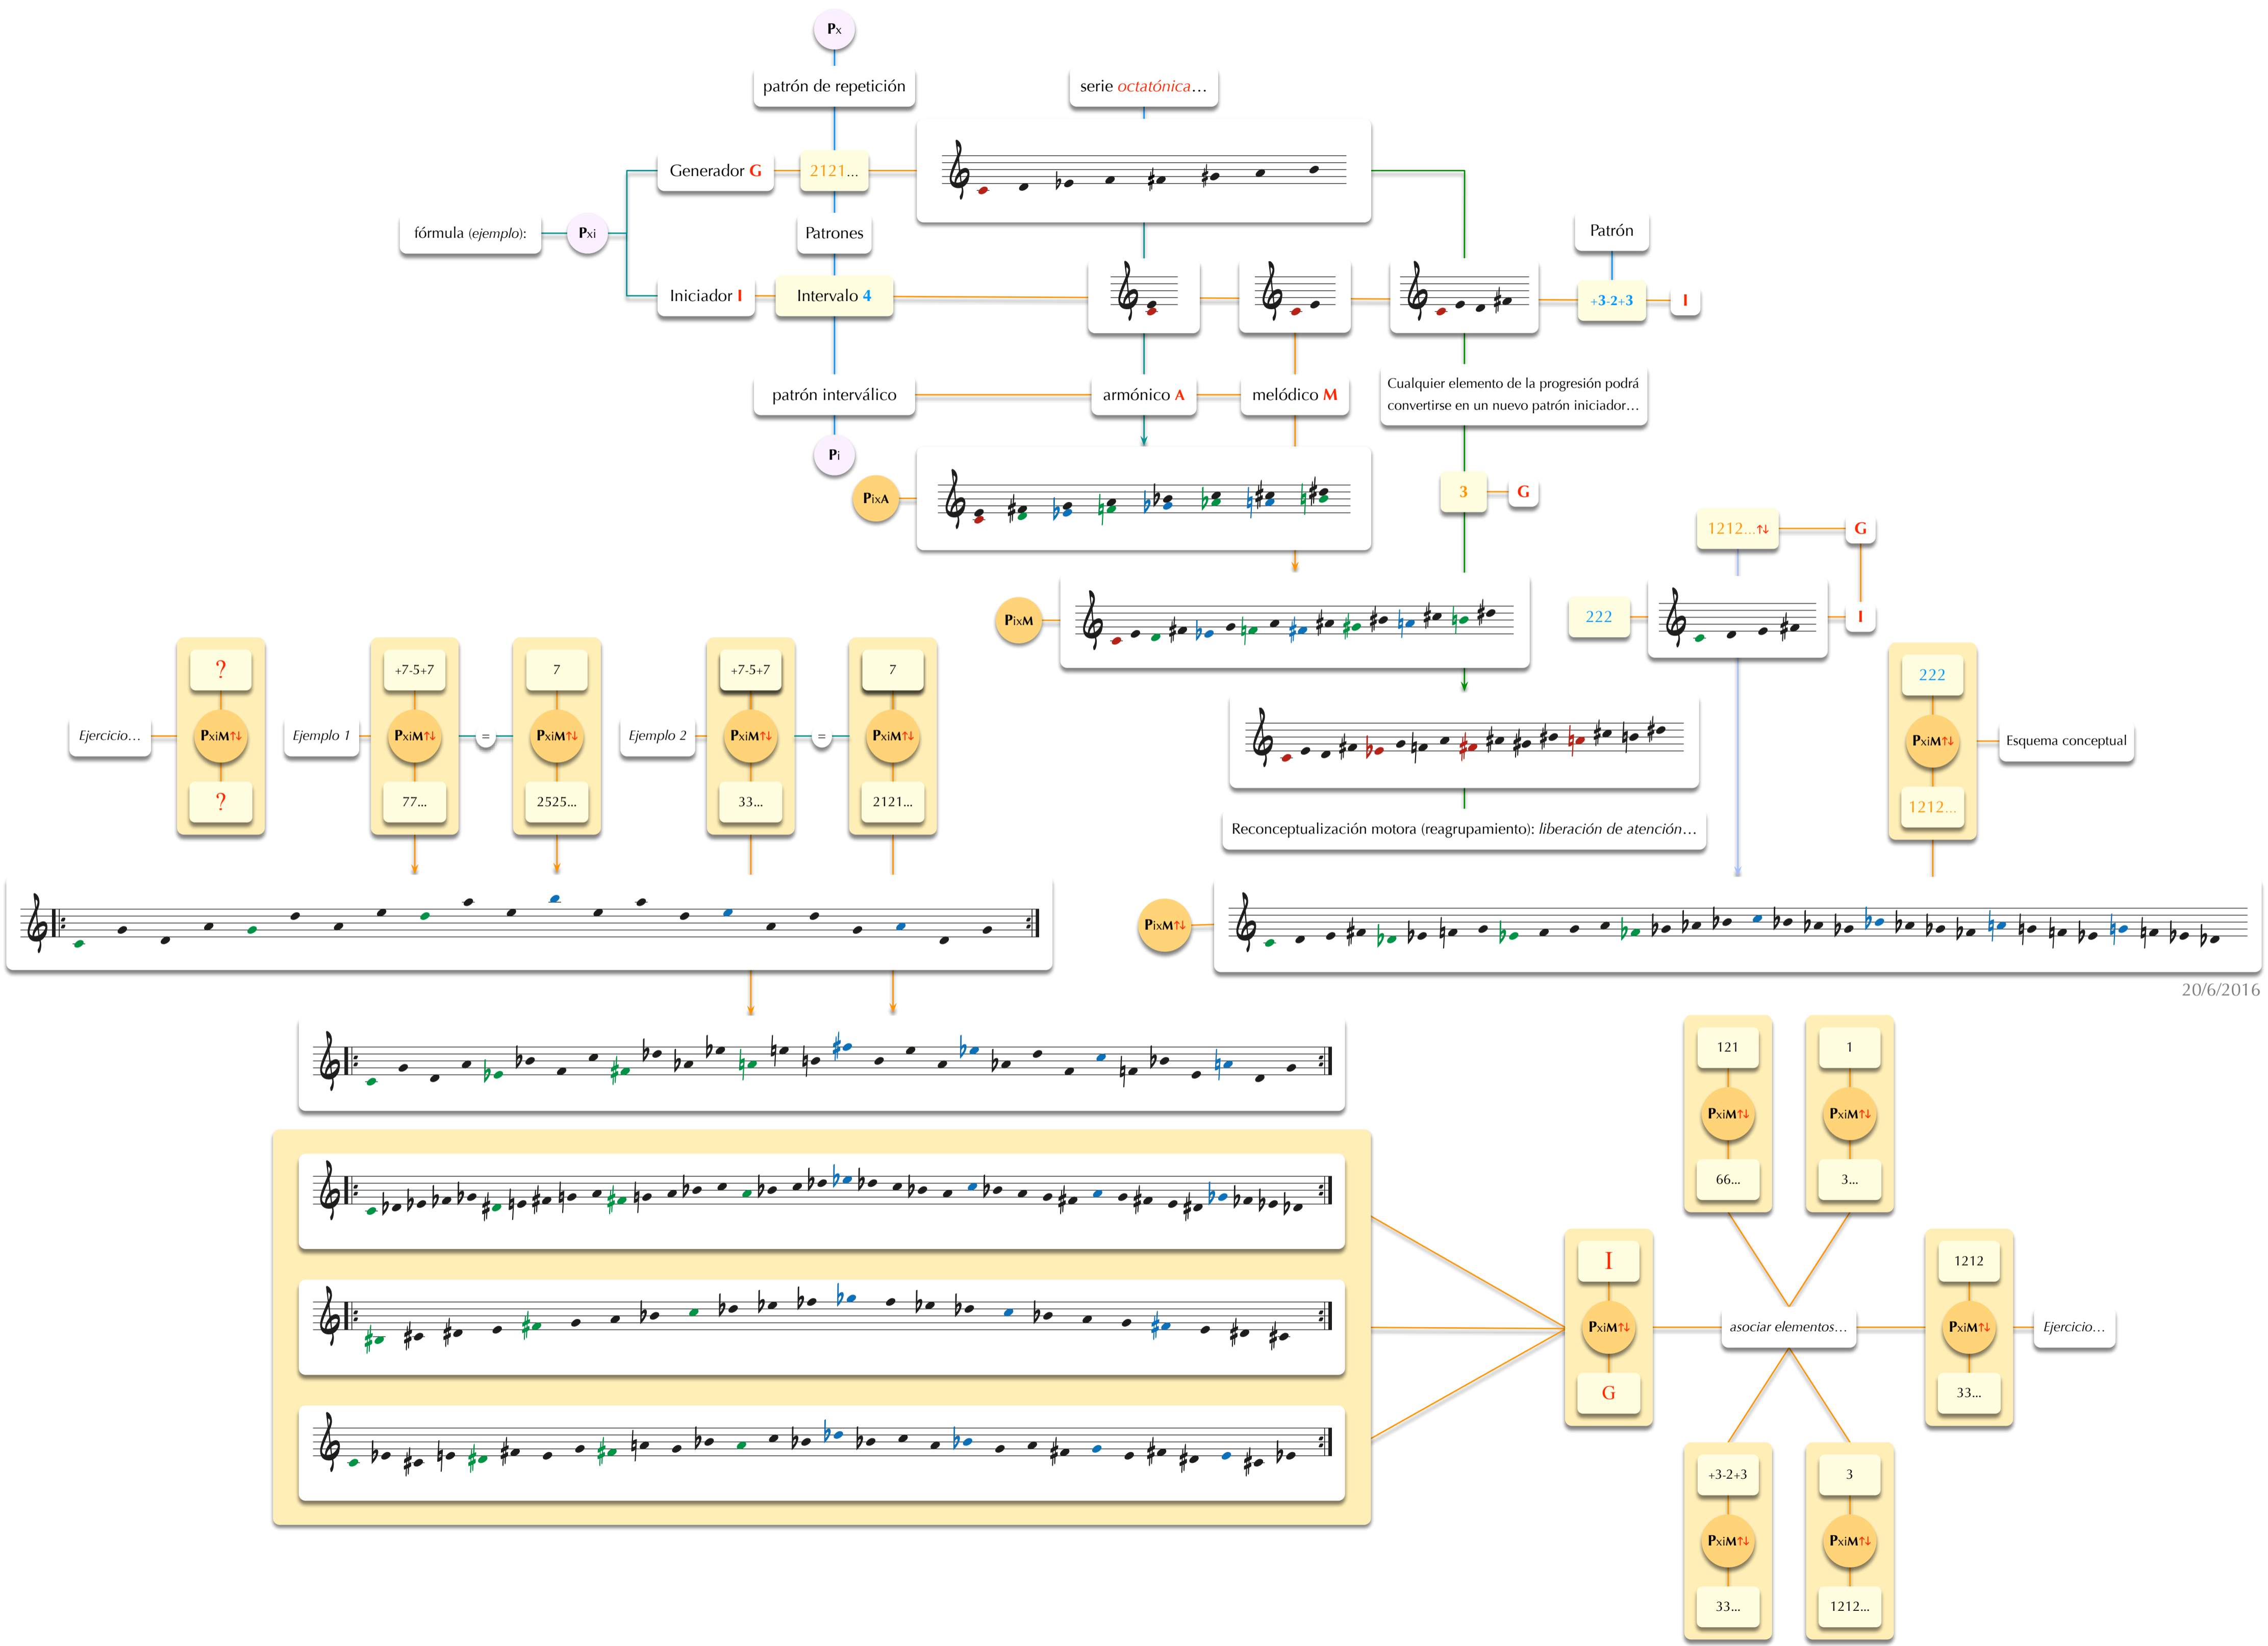 Px
patrón de repetición
serie octatónica…
Generador G
2121…
fórmula (ejemplo):
Pxi
Patrones
Patrón
Iniciador I
Intervalo 4
+3-2+3
I
patrón interválico
armónico A
melódico M
Cualquier elemento de la progresión podrá
convertirse en un nuevo patrón iniciador…
Pi
PixA
3
G
1212…↑↓
G
PixM
222
I
?
PxiM↑↓
?
Ejercicio…
Ejemplo 1
+7-5+7
PxiM↑↓
77…
=
7
PxiM↑↓
2525…
Ejemplo 2
+7-5+7
PxiM↑↓
33…
=
7
PxiM↑↓
2121…
222
PxiM↑↓
1212…
Esquema conceptual
Reconceptualización motora (reagrupamiento): liberación de atención…
PixM↑↓
20/6/2016
121
PxiM↑↓
66…
1
PxiM↑↓
3…
I
PxiM↑↓
G
asociar elementos…
1212
PxiM↑↓
33…
Ejercicio…
+3-2+3
PxiM↑↓
33…
3
PxiM↑↓
1212…